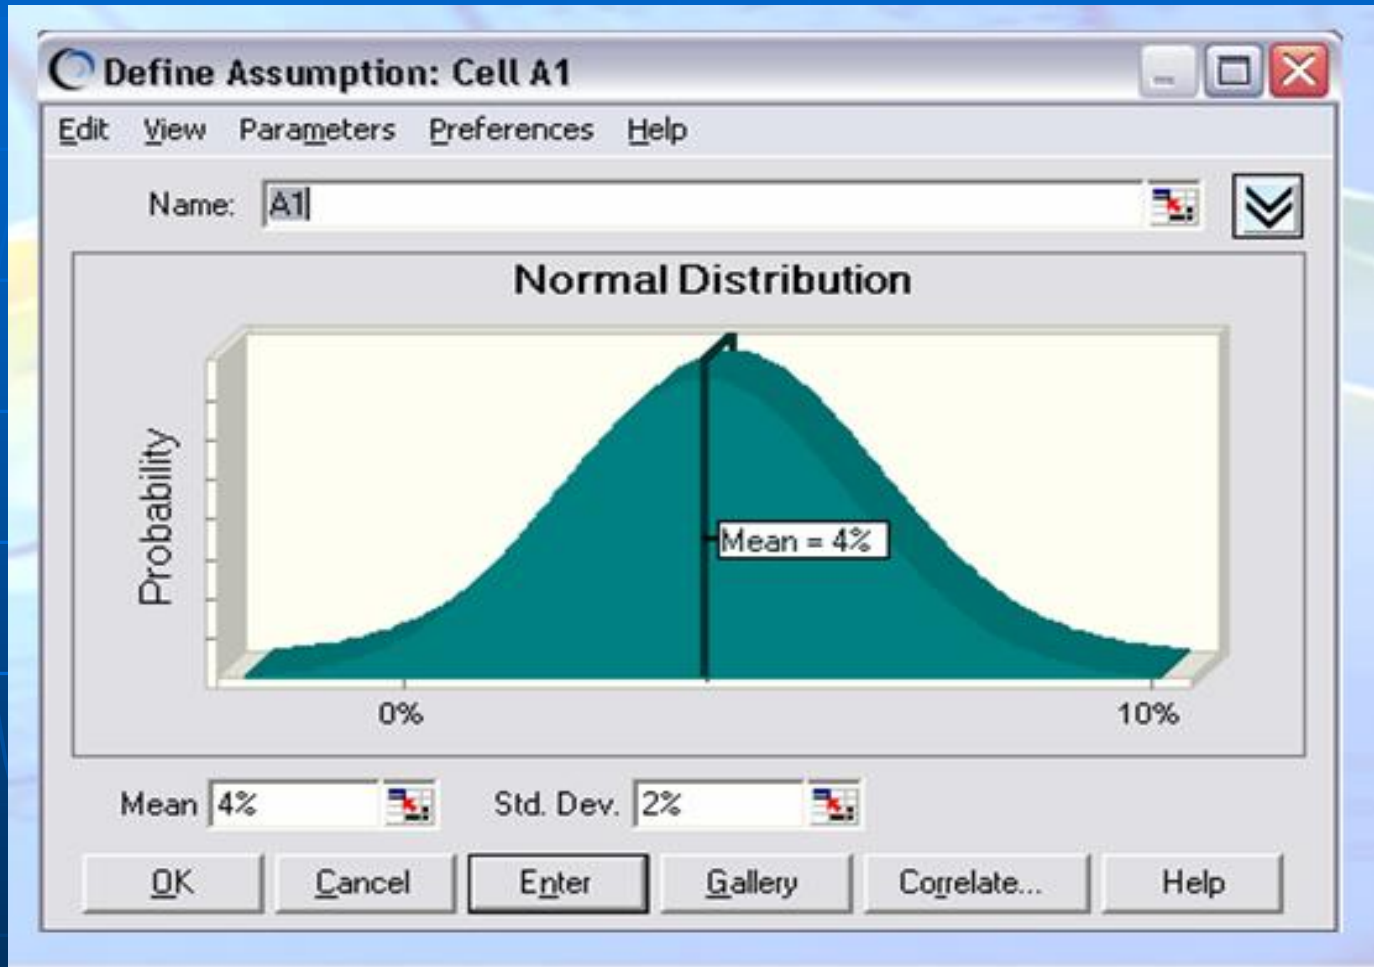 Define Assumption: Cell A1
Edit View Parameters Preferences Help
Name: A1
Normal Distribution
Probability
Mean = 4%
0% 10%
Mean 4% Std. Dev. 2%
OK Cancel Enter Gallery Correlate... Help